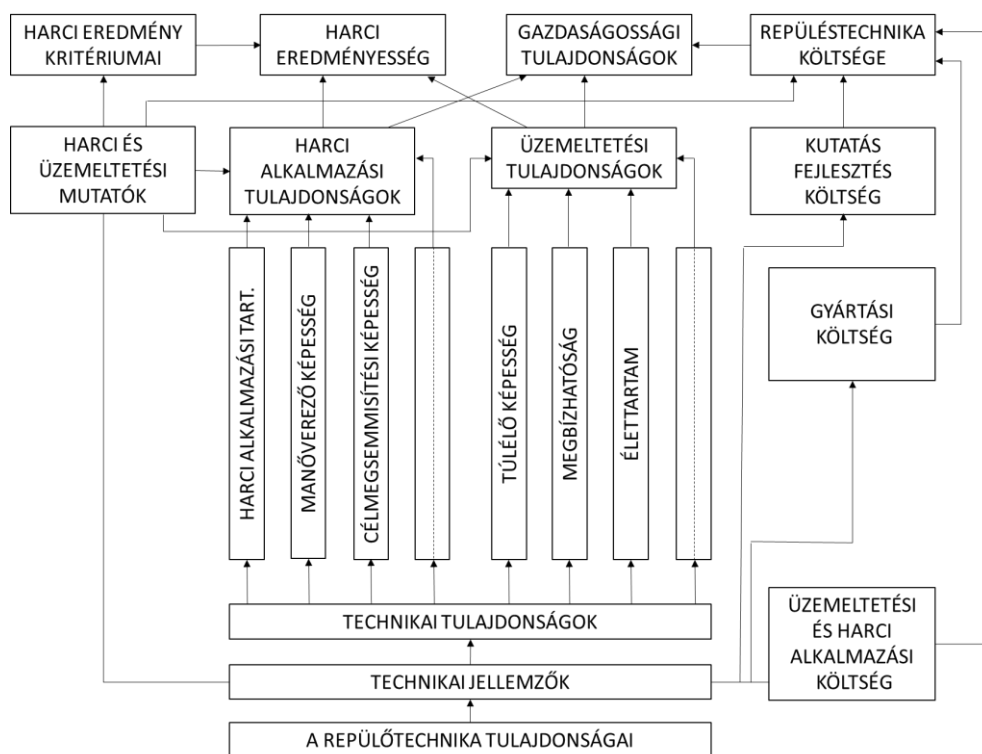 HARCI EREDMÉNY
KRITÉRIUMAI
HARCI
EREDMÉNYESSÉG
GAZDASÁGOSSÁGI
TULAJDONSÁGOK
REPÜLÉSTECHNIKA
KÖLTSÉGE
HARCI ÉS
ÜZEMELTETÉSI
MUTATÓK
HARCI
ALKALMAZÁSI
TULAJDONSÁGOK
ÜZEMELTETÉSI
TULAJDONSÁGOK
KUTATÁS
FEJLESZTÉS
KÖLTSÉG
HARCI ALKALMAZÁSI TART.
MANŐVEREZŐ KÉPESSÉG
CÉLMEGSEMMISÍTÉSI KÉPESSÉG
TÚLÉLŐ KÉPESSÉG
MEGBÍZHATÓSÁG
ÉLETTARTAM
GYÁRTÁSI
KÖLTSÉG
TECHNIKAI TULAJDONSÁGOK
ÜZEMELTETÉSI
ÉS HARCI
ALKALMAZÁSI
KÖLTSÉG
TECHNIKAI JELLEMZŐK
A REPÜLŐTECHNIKA TULAJDONSÁGAI